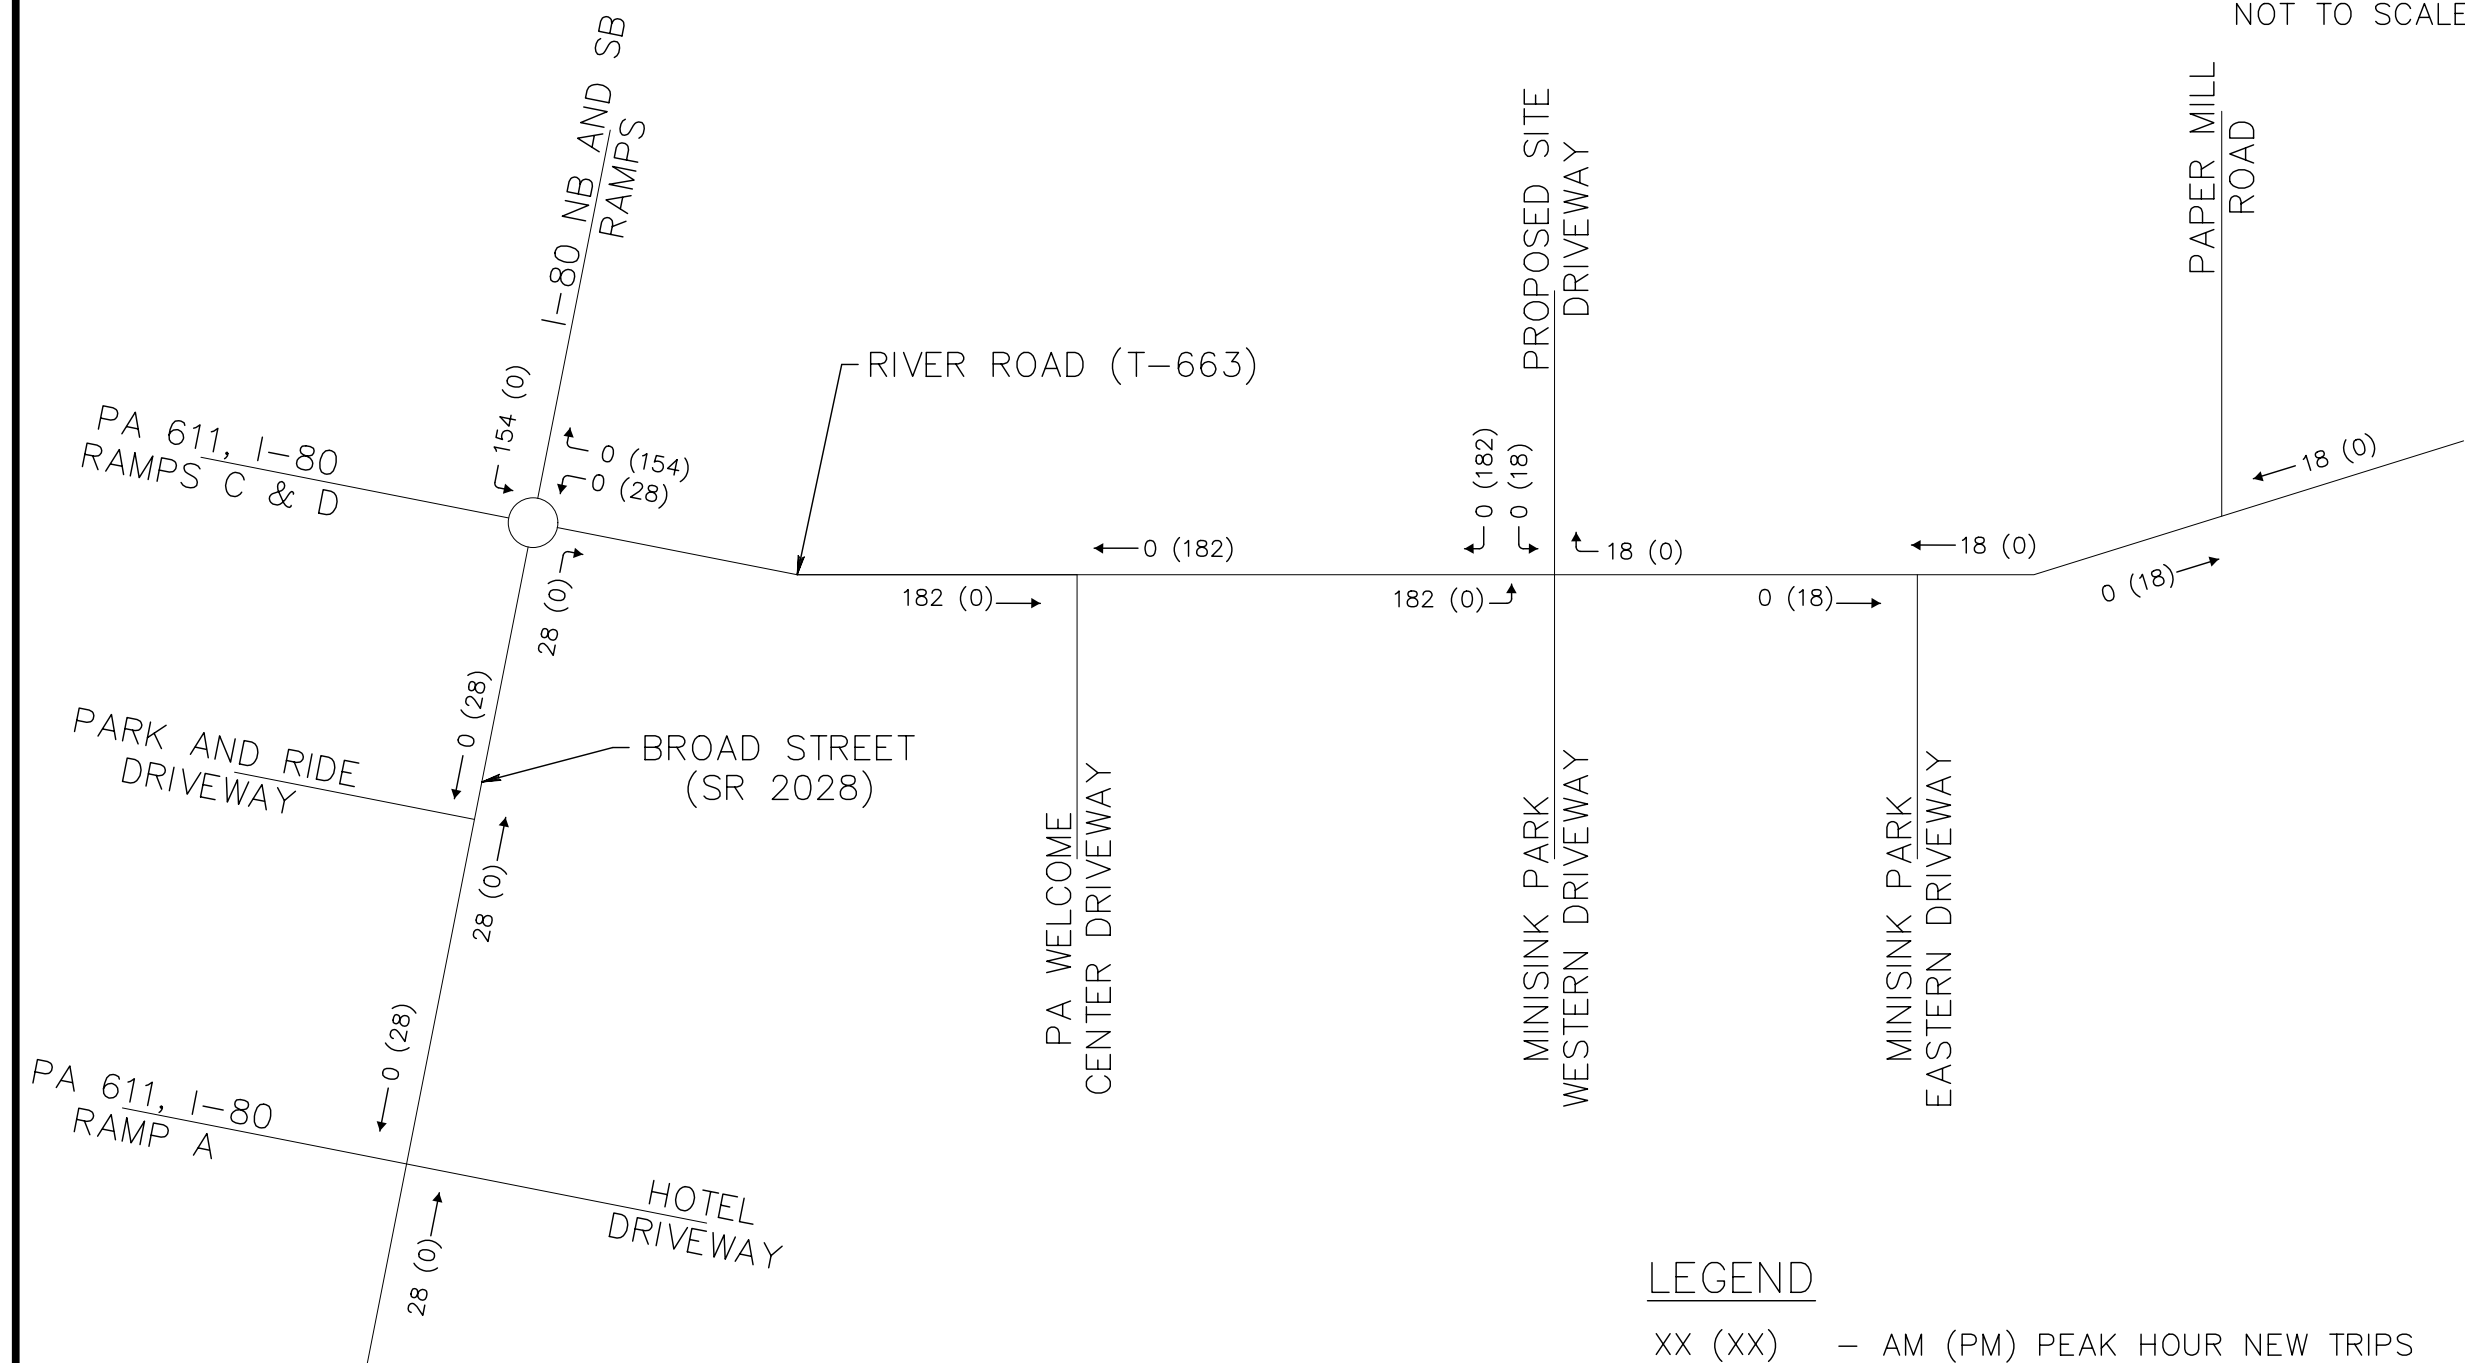 NOT TO SCALE
I-80 NB AND SB
RAMPS
PROPOSED SITE
DRIVEWAY
PAPER MILL
ROAD
RIVER ROAD (T-663)
PA 611, I-80
RAMPS C & D
154 (0)
0 (154)
0 (28)
28 (0)
0 (182)
182 (0)
0 (182)
0 (18)
18 (0)
182 (0)
18 (0)
0 (18)
18 (0)
0 (18)
0 (28)
PARK AND RIDE
DRIVEWAY
BROAD STREET
(SR 2028)
28 (0)
PA WELCOME
CENTER DRIVEWAY
MINISINK PARK
WESTERN DRIVEWAY
MINISINK PARK
EASTERN DRIVEWAY
0 (28)
PA 611, I-80
RAMP A
HOTEL
DRIVEWAY
28 (0)
LEGEND
XX (XX) - AM (PM) PEAK HOUR NEW TRIPS